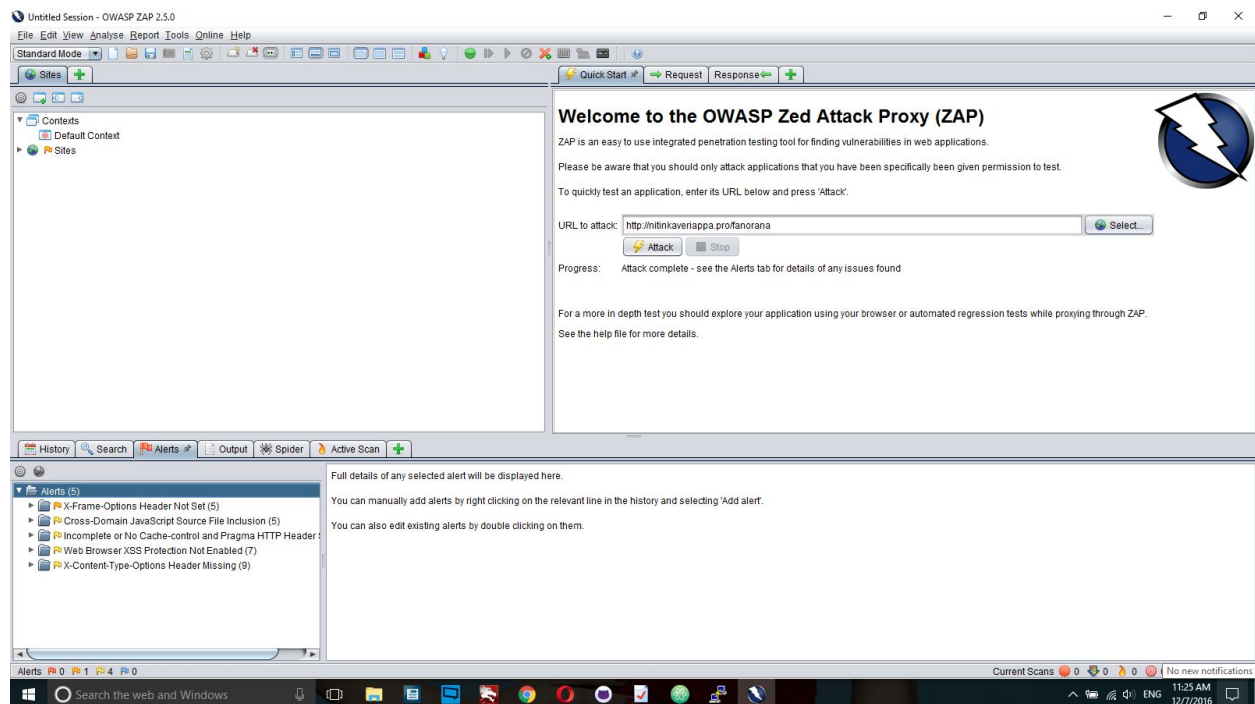 Untitled Session - OWASP ZAP 2.5.0
File Edit View Analyse Report Tools Online Help
Standard Mode
Sites
Quick Start Request Response
Contexts
Default Context
Sites
Welcome to the OWASP Zed Attack Proxy (ZAP)
ZAP is an easy to use integrated penetration testing tool for finding vulnerabilities in web applications.
Please be aware that you should only attack applications that you have been specifically been given permission to test.
To quickly test an application, enter its URL below and press 'Attack'.
URL to attack: http://nitinkaveriappa.pro/fanorana Select...
Attack Stop
Progress: Attack complete - see the Alerts tab for details of any issues found
For a more in depth test you should explore your application using your browser or automated regression tests while proxying through ZAP.
See the help file for more details.
History Search Alerts Output Spider Active Scan
Alerts (5)
X-Frame-Options Header Not Set (5)
Cross-Domain JavaScript Source File Inclusion (5)
Incomplete or No Cache-control and Pragma HTTP Header
Web Browser XSS Protection Not Enabled (7)
X-Content-Type-Options Header Missing (9)
Full details of any selected alert will be displayed here.
You can manually add alerts by right clicking on the relevant line in the history and selecting 'Add alert'.
You can also edit existing alerts by double clicking on them.
Alerts 0 1 4 0
Current Scans 0 0 0
No new notifications
Search the web and Windows
ENG
11:25 AM
12/7/2016